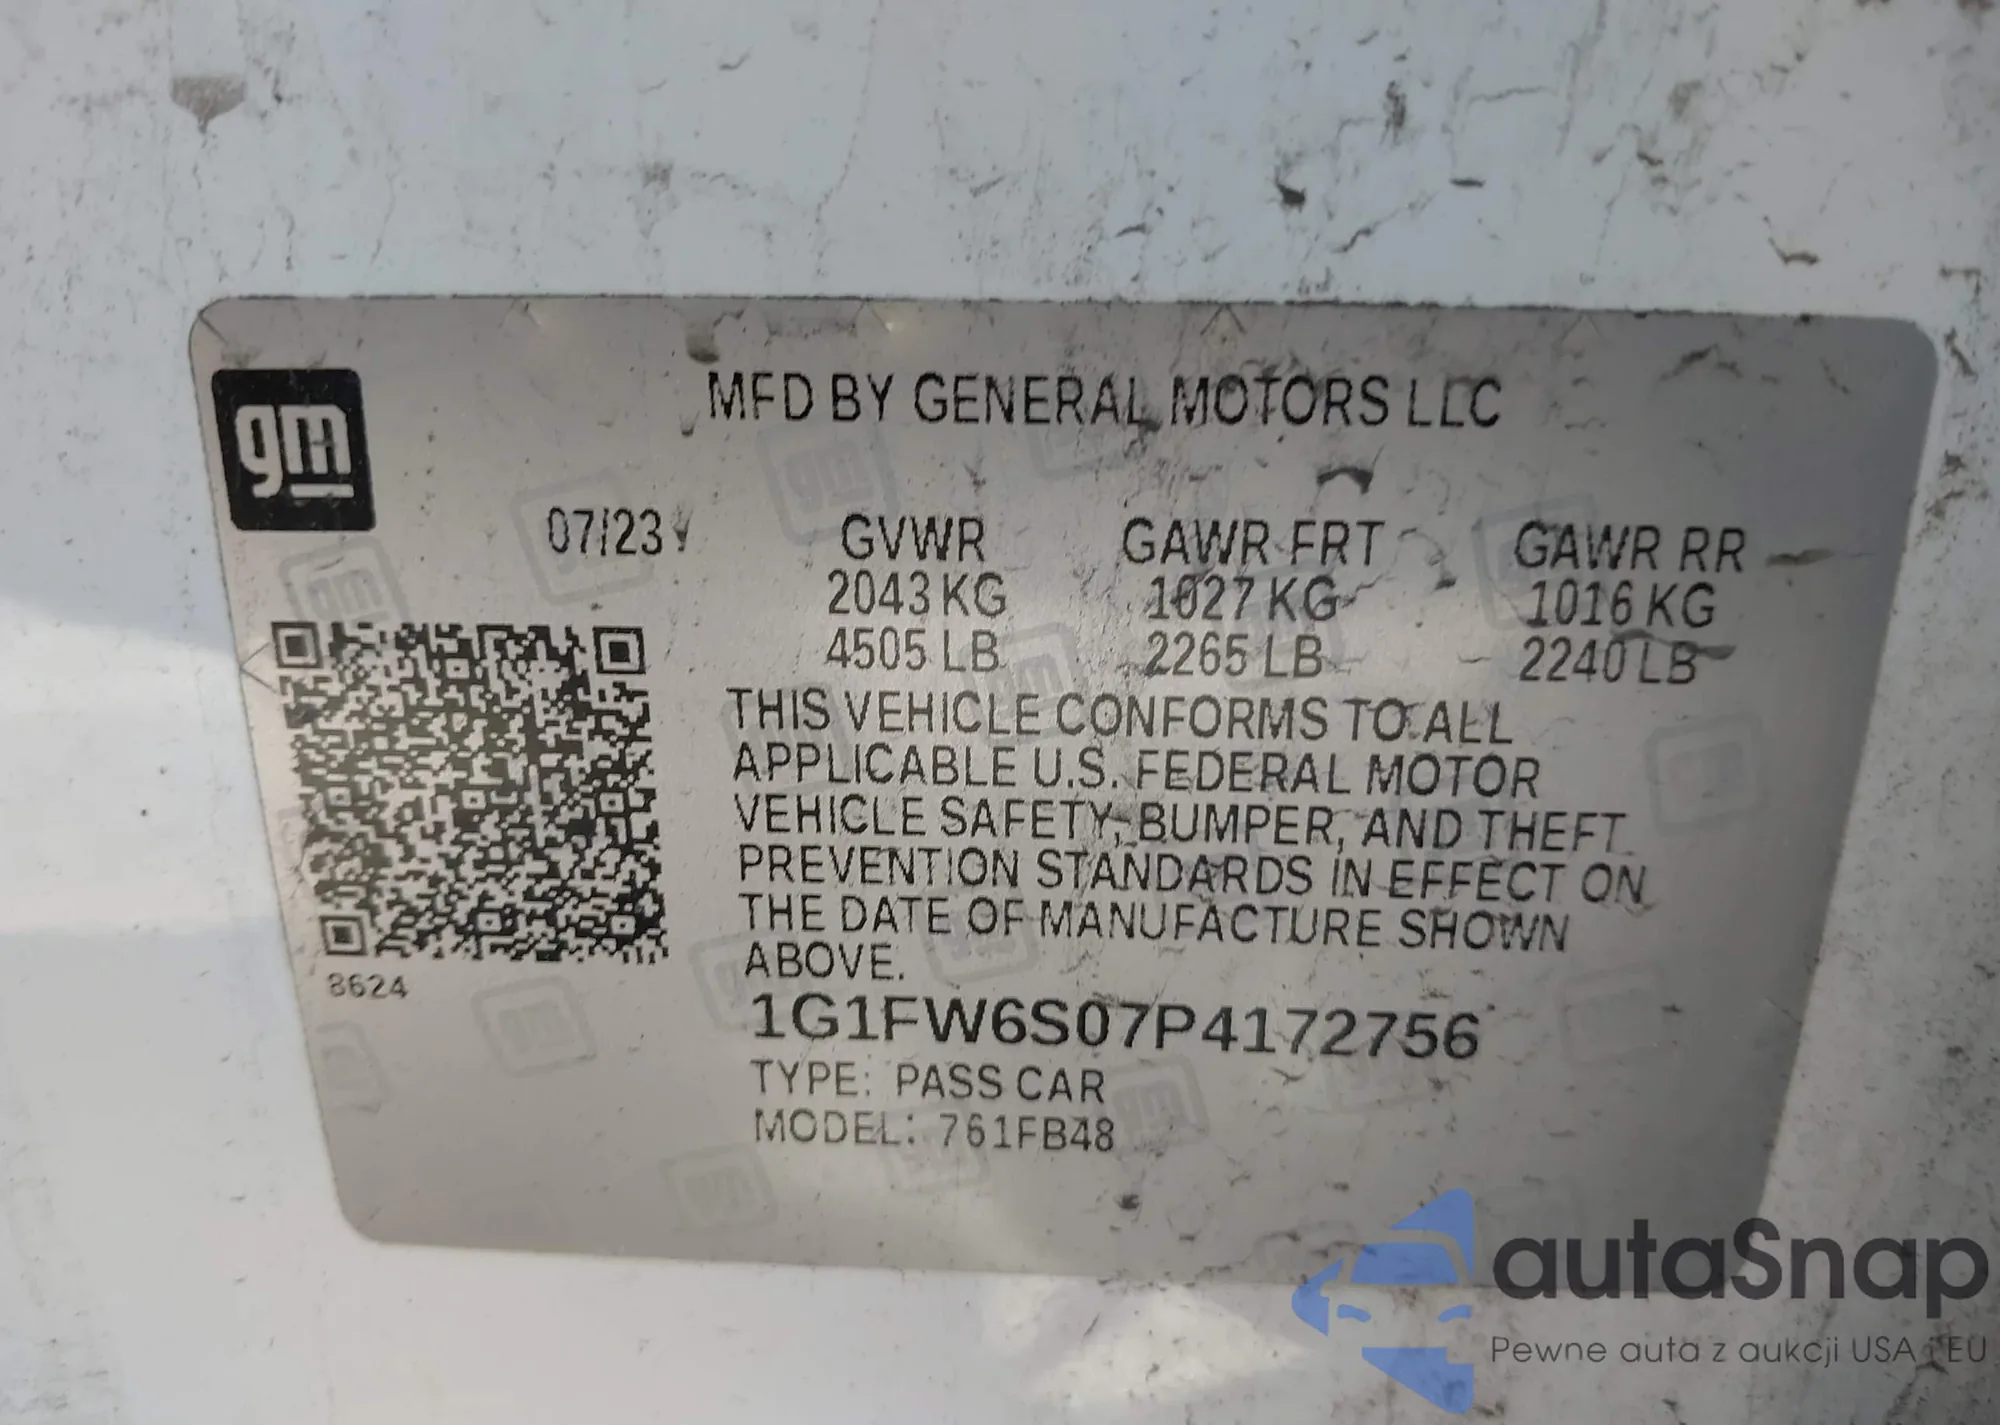 gm
MFD BY GENERAL MOTORS LLC
07/23
GVWR GAWR FRT GAWR RR
2043 KG 1027 KG 1016 KG
4505 LB 2265 LB 2240 LB
THIS VEHICLE CONFORMS TO ALL
APPLICABLE U.S. FEDERAL MOTOR
VEHICLE SAFETY, BUMPER, AND THEFT
PREVENTION STANDARDS IN EFFECT ON
THE DATE OF MANUFACTURE SHOWN
ABOVE.
8624
1G1FW6S07P4172756
TYPE: PASS CAR
MODEL: 761FB48
autaSnap
Pewne auta z aukcji USA i EU